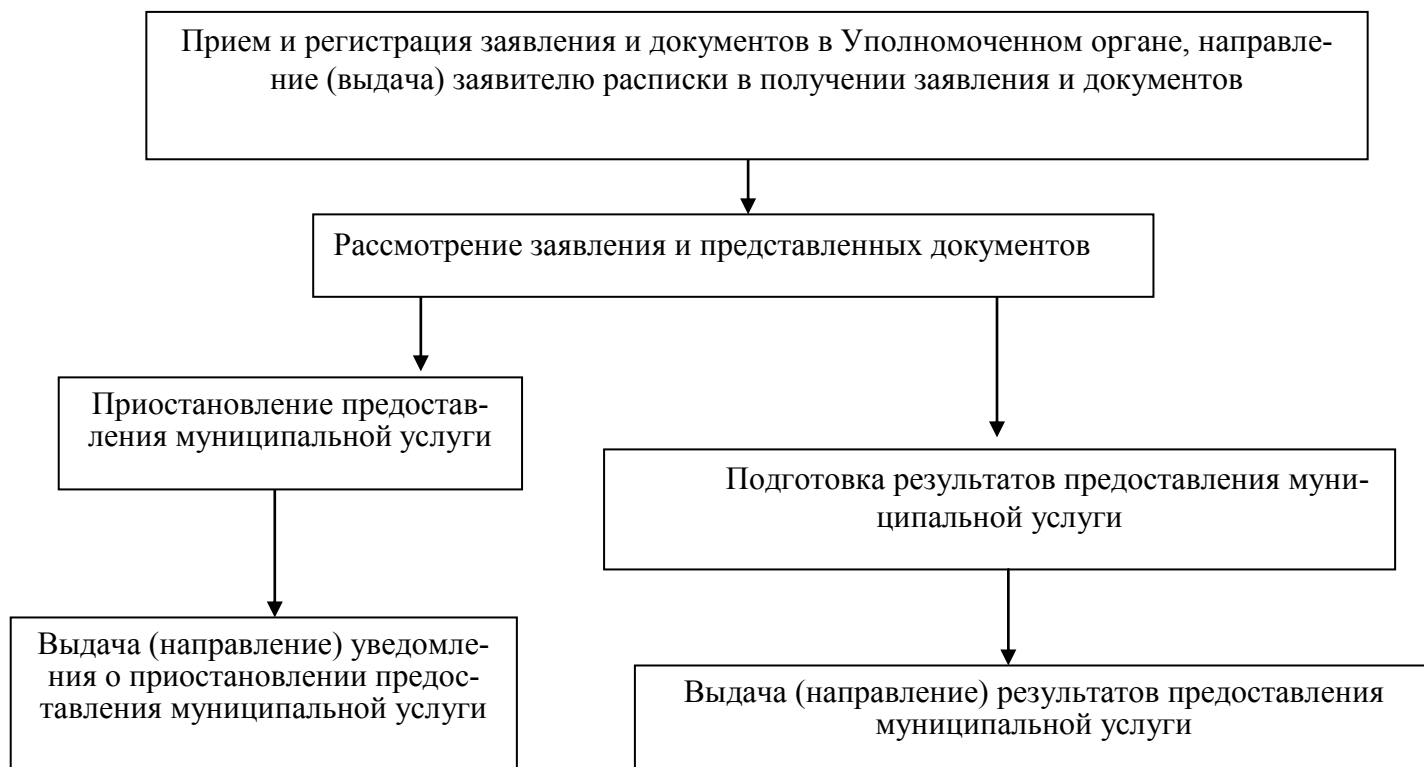 Прием и регистрация заявления и документов в Уполномоченном органе, направле-
ние (выдача) заявителю расписки в получении заявления и документов
Рассмотрение заявления и представленных документов
Приостановление предостав-
ления муниципальной услуги
Подготовка результатов предоставления муни-
ципальной услуги
Выдача (направление) уведомле-
ния о приостановлении предос-
тавления муниципальной услуги
Выдача (направление) результатов предоставления
муниципальной услуги